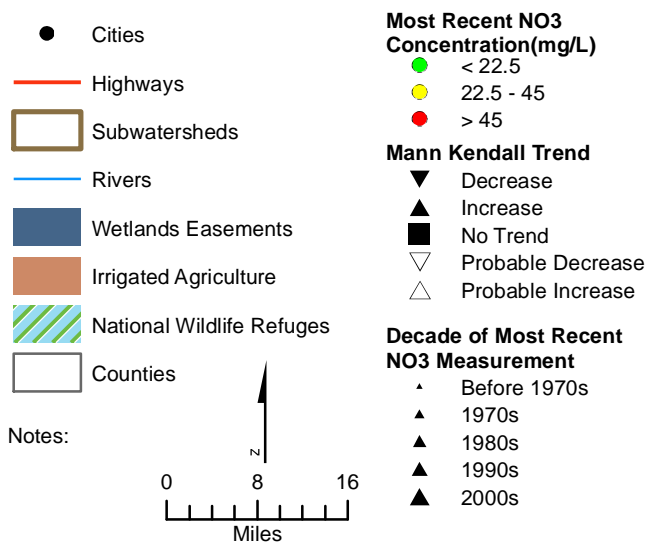 Cities
Highways
Subwatersheds
Rivers
Wetlands Easements
Irrigated Agriculture
National Wildlife Refuges
Counties
Notes:
z
0 8 16
Miles
Most Recent NO3
Concentration(mg/L)
< 22.5
22.5 - 45
> 45
Mann Kendall Trend
Decrease
Increase
No Trend
Probable Decrease
Probable Increase
Decade of Most Recent
NO3 Measurement
Before 1970s
1970s
1980s
1990s
2000s